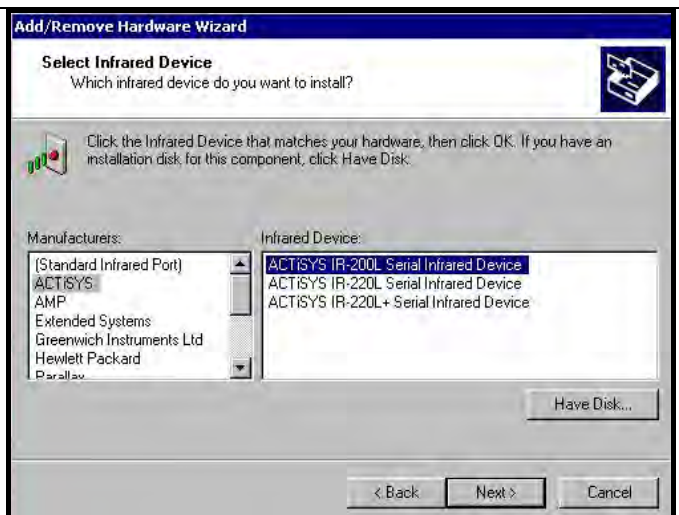 Add/Remove Hardware Wizard
Select Infrared Device
Which infrared device do you want to install?
Click the Infrared Device that matches your hardware, then click OK. If you have an
installation disk for this component, click Have Disk.
Manufacturers:
(Standard Infrared Port)
ACTiSYS
AMP
Extended Systems
Greenwich Instruments Ltd
Hewlett Packard
Parallax
Infrared Device:
ACTiSYS IR-200L Serial Infrared Device
ACTiSYS IR-220L Serial Infrared Device
ACTiSYS IR-220L+ Serial Infrared Device
Have Disk...
< Back
Next >
Cancel